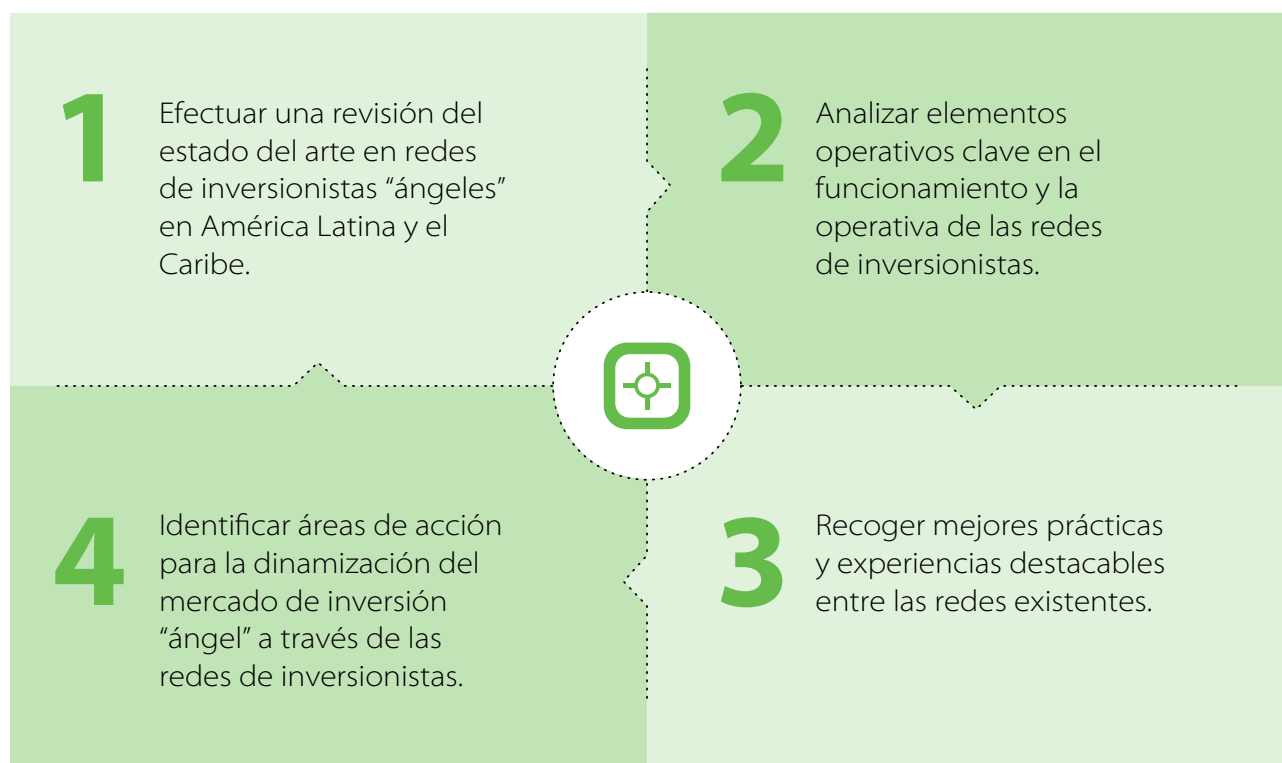 1
Efectuar una revisión del
estado del arte en redes
de inversionistas “ángeles”
en América Latina y el
Caribe.
2
Analizar elementos
operativos clave en el
funcionamiento y la
operativa de las redes
de inversionistas.
3
Recoger mejores prácticas
y experiencias destacables
entre las redes existentes.
4
Identificar áreas de acción
para la dinamización del
mercado de inversión
“ángel” a través de las
redes de inversionistas.